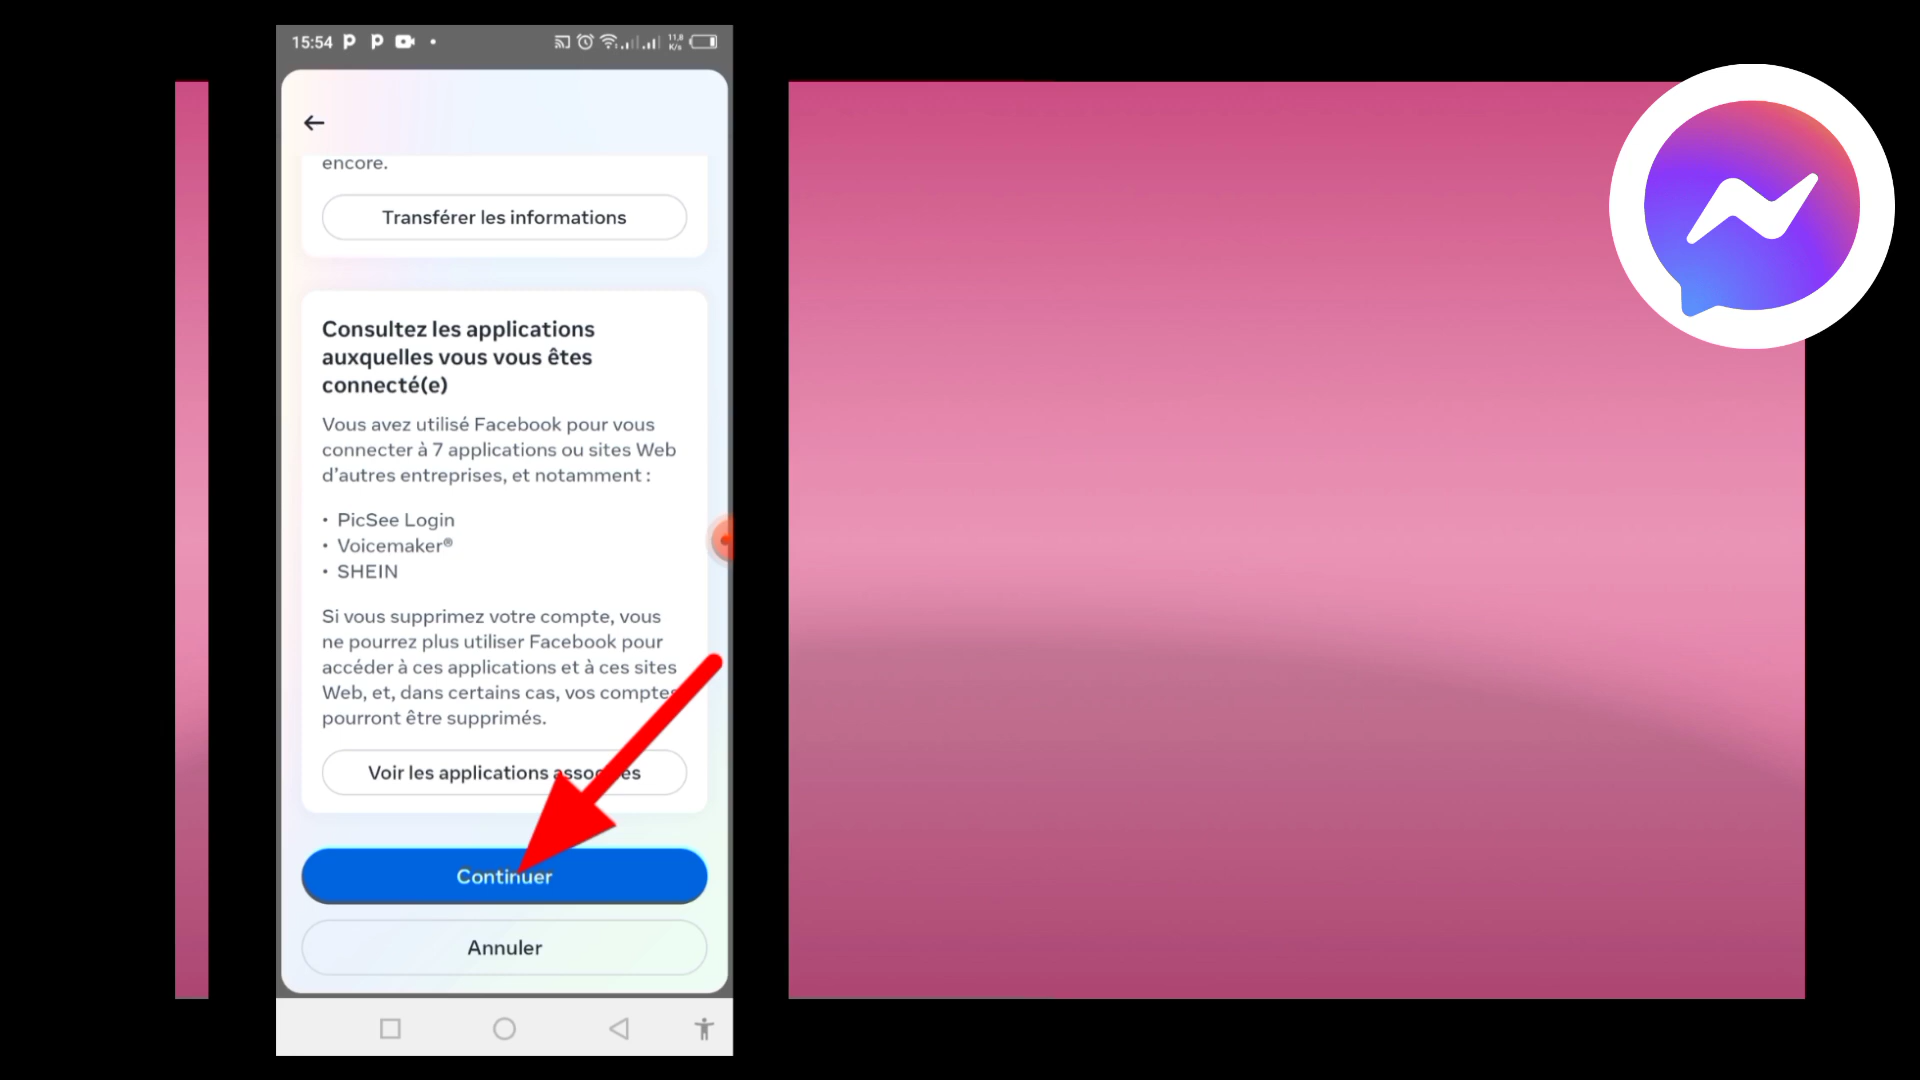 15:54
11,8
K/s
encore.
Transférer les informations
Consultez les applications
auxquelles vous vous êtes
connecté(e)
Vous avez utilisé Facebook pour vous
connecter à 7 applications ou sites Web
d’autres entreprises, et notamment :
• PicSee Login
• Voicemaker®
• SHEIN
Si vous supprimez votre compte, vous
ne pourrez plus utiliser Facebook pour
accéder à ces applications et à ces sites
Web, et, dans certains cas, vos comptes
pourront être supprimés.
Voir les applications associées
Continuer
Annuler